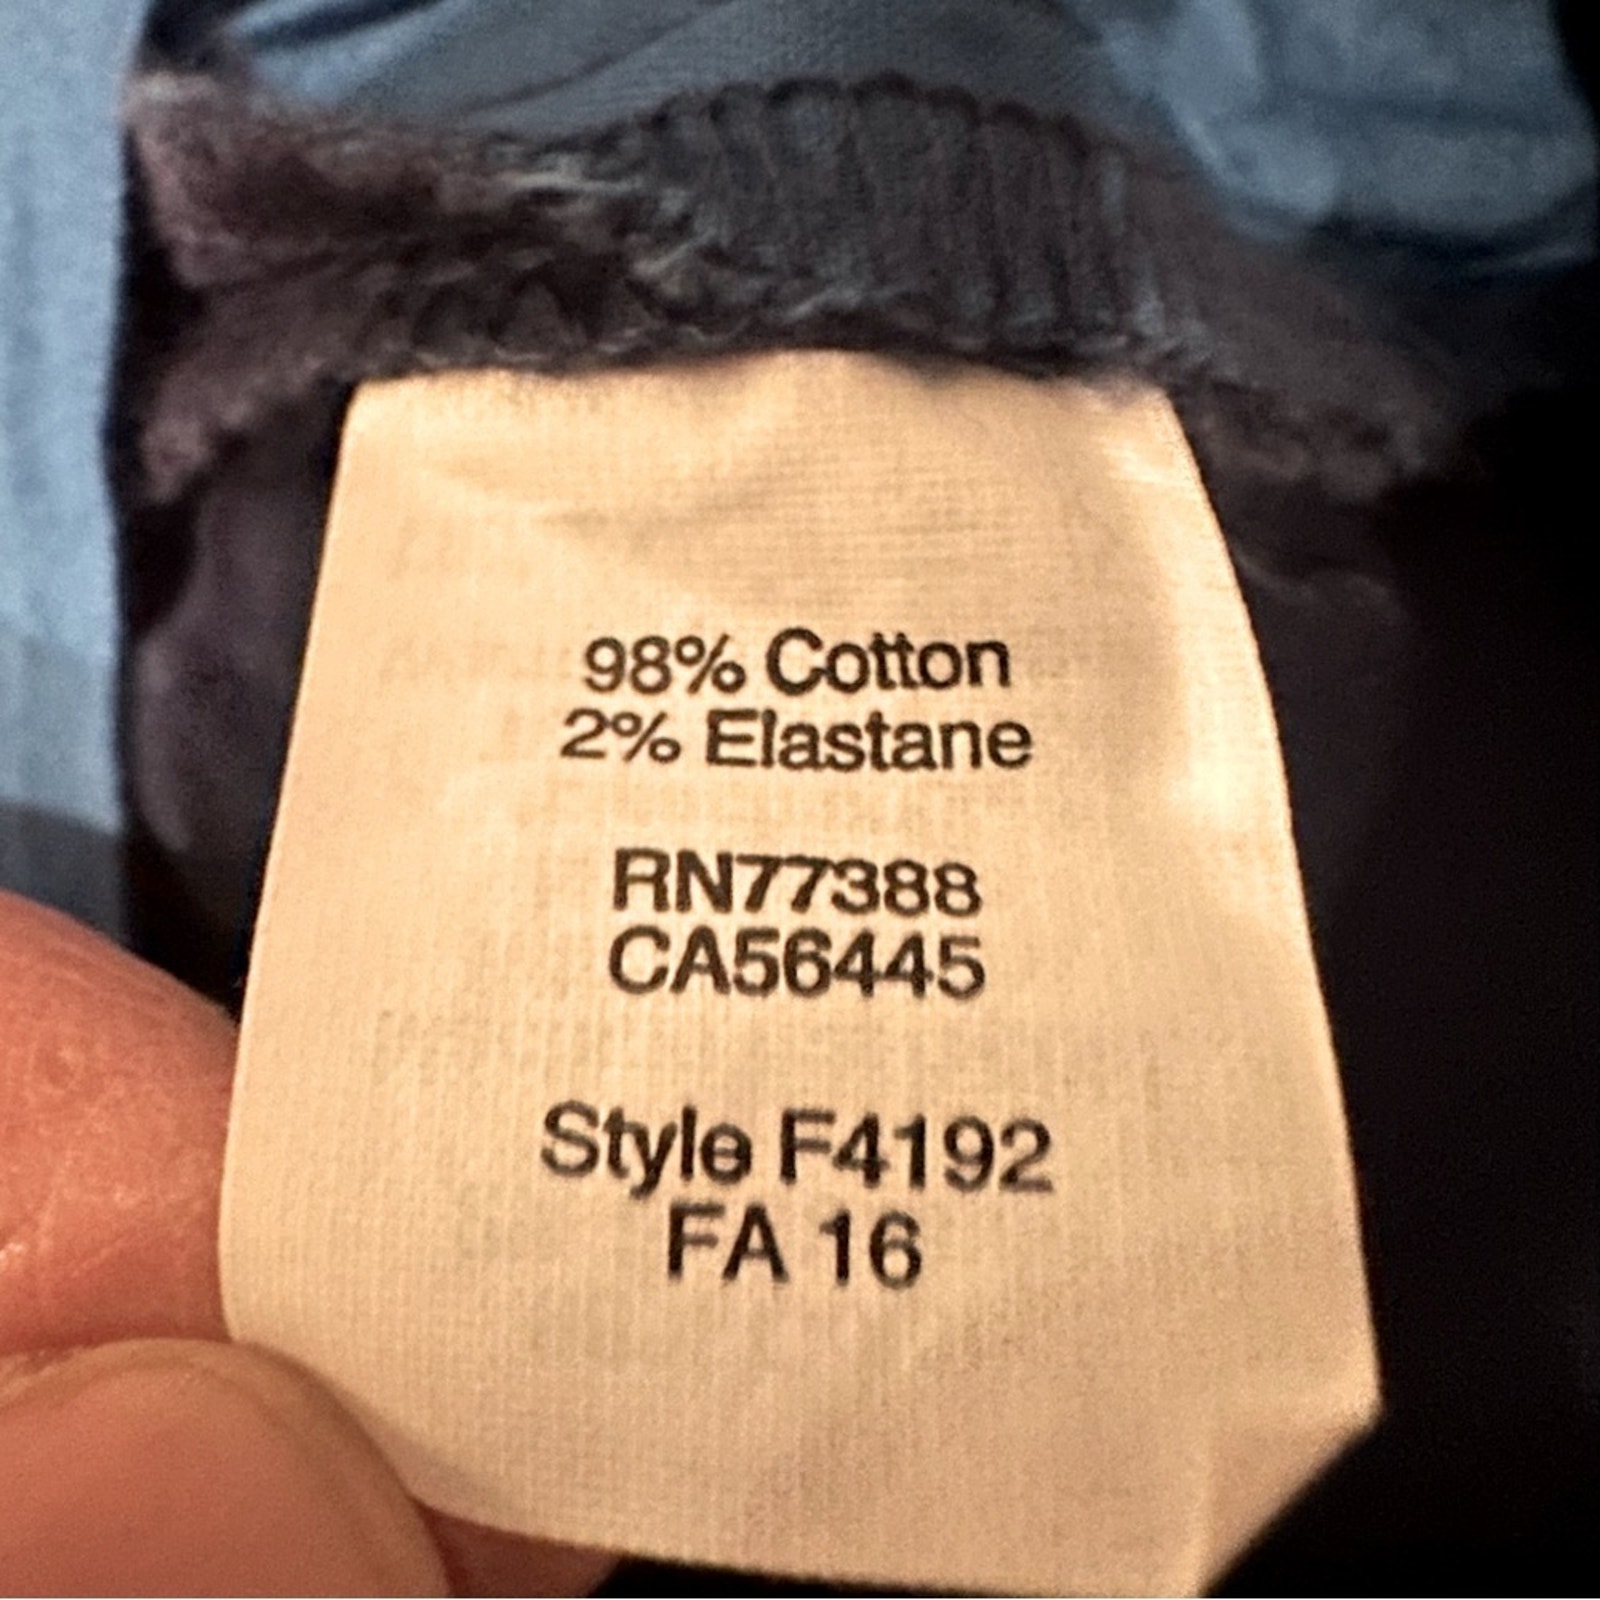 98% Cotton
2% Elastane
RN77388
CA56445
Style F4192
FA 16